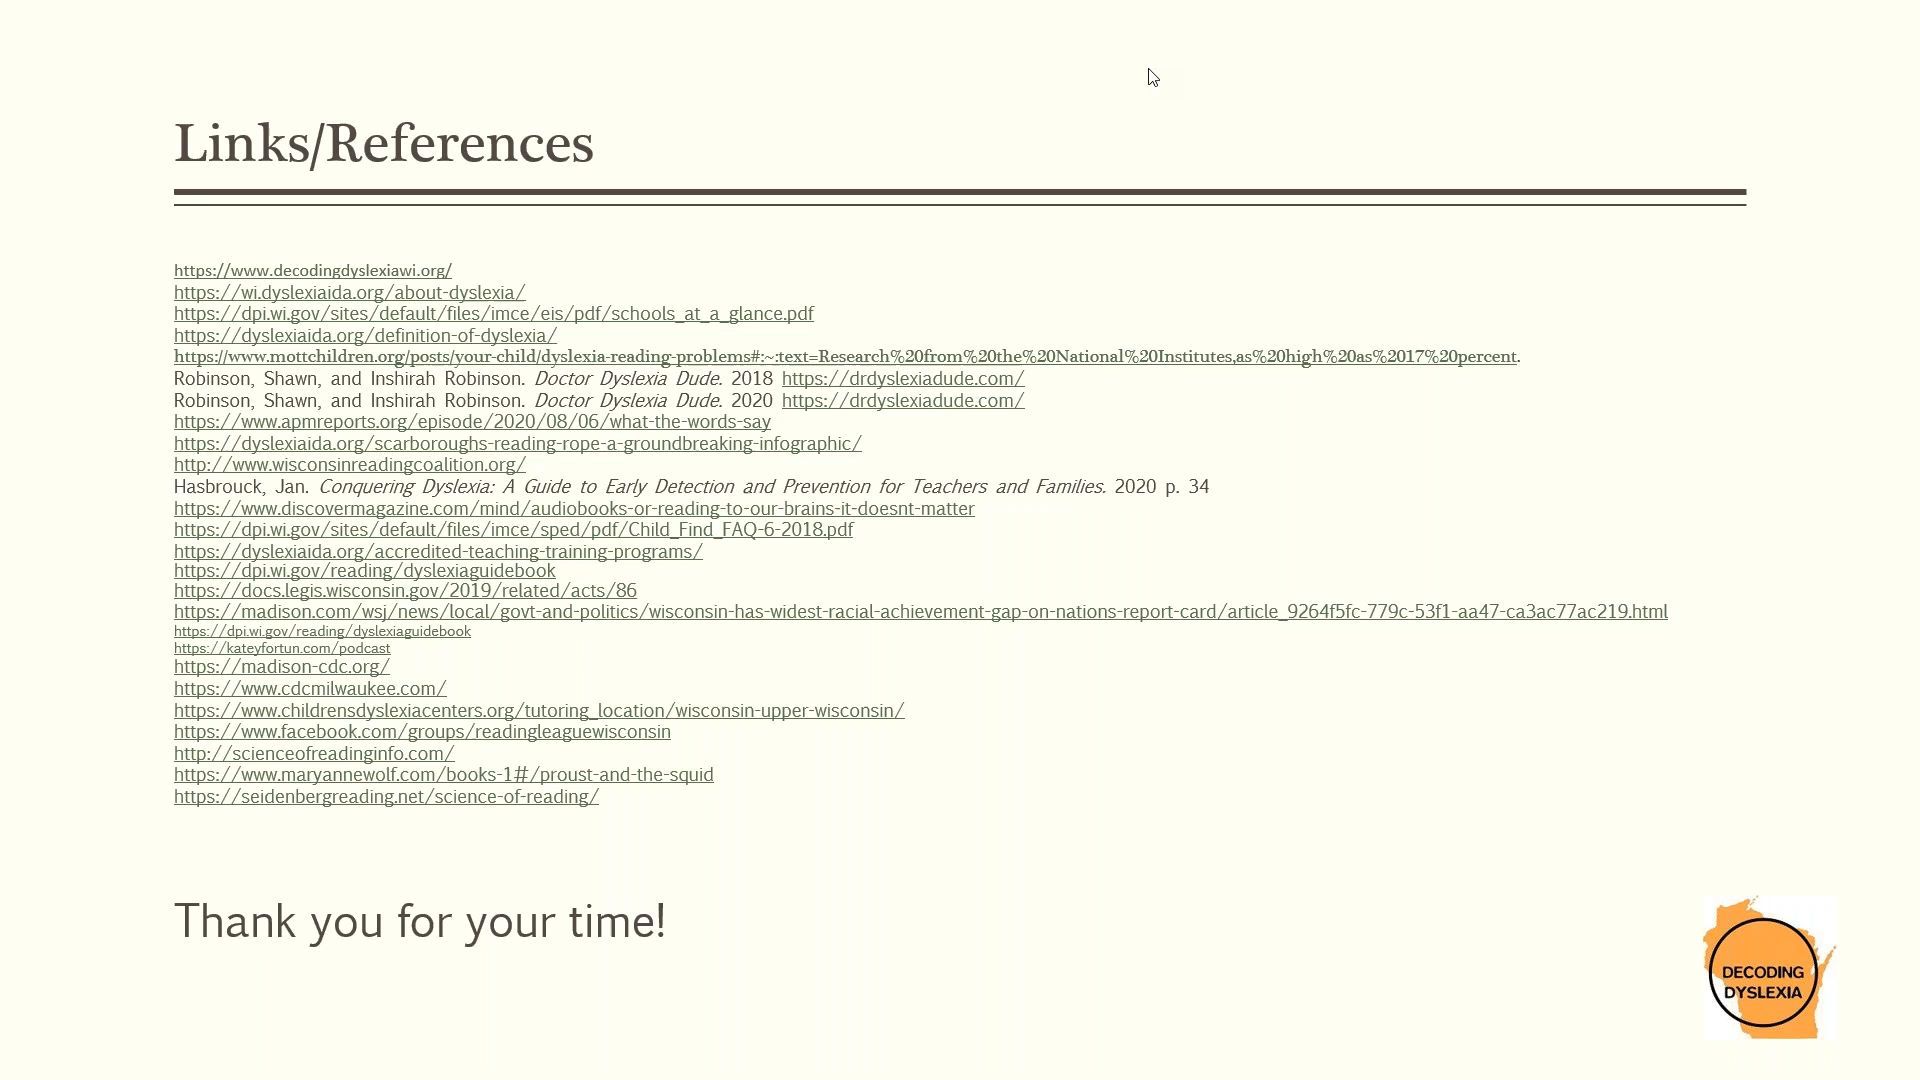 Links/References
https://www.decodingdyslexiawi.org/
https://wi.dyslexiaida.org/about-dyslexia/
https://dpi.wi.gov/sites/default/files/imce/eis/pdf/schools_at_a_glance.pdf
https://dyslexiaida.org/definition-of-dyslexia/
https://www.mottchildren.org/posts/your-child/dyslexia-reading-problems#:~:text=Research%20from%20the%20National%20Institutes,as%20high%20as%2017%20percent.
Robinson, Shawn, and Inshirah Robinson. Doctor Dyslexia Dude. 2018 https://drdyslexiadude.com/
Robinson, Shawn, and Inshirah Robinson. Doctor Dyslexia Dude. 2020 https://drdyslexiadude.com/
https://www.apmreports.org/episode/2020/08/06/what-the-words-say
https://dyslexiaida.org/scarboroughs-reading-rope-a-groundbreaking-infographic/
http://www.wisconsinreadingcoalition.org/
Hasbrouck, Jan. Conquering Dyslexia: A Guide to Early Detection and Prevention for Teachers and Families. 2020 p. 34
https://www.discovermagazine.com/mind/audiobooks-or-reading-to-our-brains-it-doesnt-matter
https://dpi.wi.gov/sites/default/files/imce/sped/pdf/Child_Find_FAQ-6-2018.pdf
https://dyslexiaida.org/accredited-teaching-training-programs/
https://dpi.wi.gov/reading/dyslexiaguidebook
https://docs.legis.wisconsin.gov/2019/related/acts/86
https://madison.com/wsj/news/local/govt-and-politics/wisconsin-has-widest-racial-achievement-gap-on-nations-report-card/article_9264f5fc-779c-53f1-aa47-ca3ac77ac219.html
https://dpi.wi.gov/reading/dyslexiaguidebook
https://kateyfortun.com/podcast
https://madison-cdc.org/
https://www.cdcmilwaukee.com/
https://www.childrensdyslexiacenters.org/tutoring_location/wisconsin-upper-wisconsin/
https://www.facebook.com/groups/readingleaguewisconsin
http://scienceofreadinginfo.com/
https://www.maryannewolf.com/books-1#/proust-and-the-squid
https://seidenbergreading.net/science-of-reading/
Thank you for your time!
DECODING
DYSLEXIA